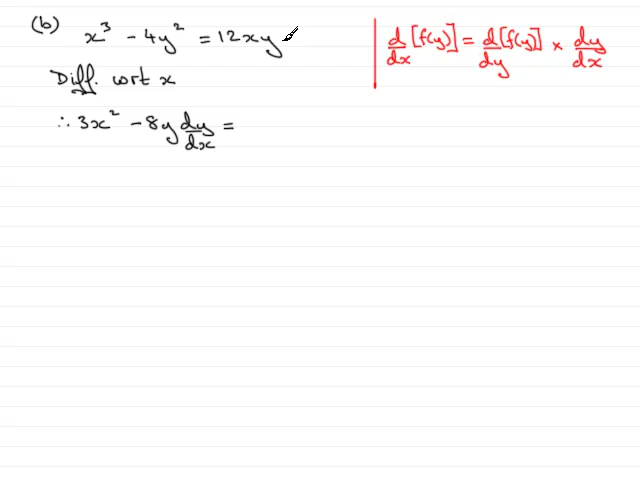 (b) x³ - 4y² = 12xy
d/dx [f(y)] = d/dy [f(y)] × dy/dx
Diff. wrt x
∴ 3x² - 8y dy/dx =